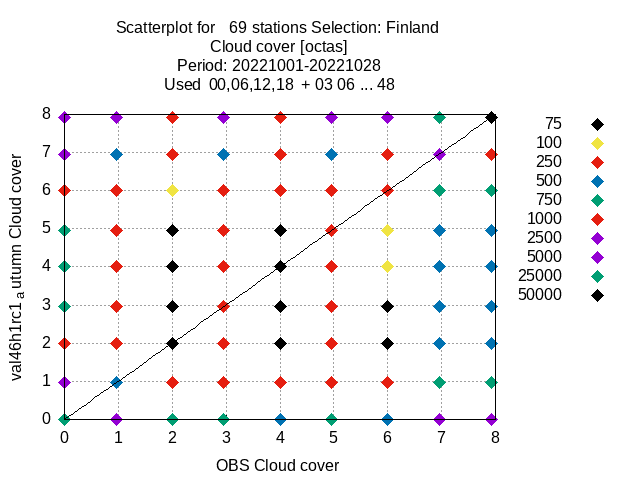 Scatterplot for 69 stations Selection: Finland
Cloud cover [octas]
Period: 20221001-20221028
Used 00,06,12,18 + 03 06 ... 48
val46h1rc1 a utumn Cloud cover
8
7
6
5
4
3
2
1
0
0 1 2 3 4 5 6 7 8
OBS Cloud cover
75
100
250
500
750
1000
2500
5000
25000
50000